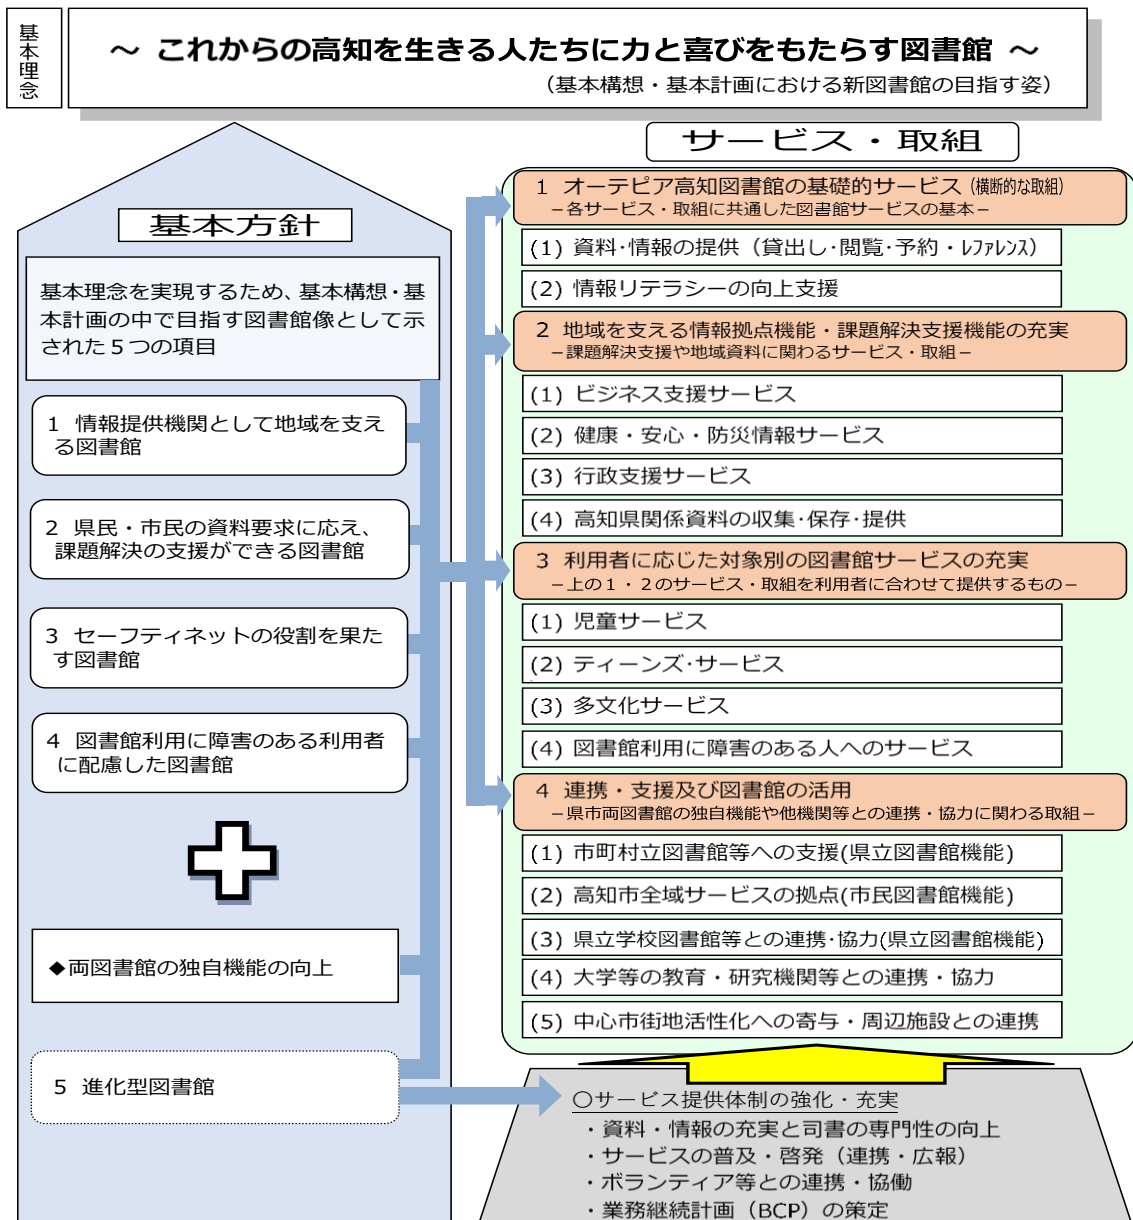 基本理念
～ これからの高知を生きる人たちに力と喜びをもたらす図書館 ～
（基本構想・基本計画における新図書館の目指す姿）
基本方針
基本理念を実現するため、基本構想・基
本計画の中で目指す図書館像として示
された５つの項目
1 情報提供機関として地域を支え
る図書館
2 県民・市民の資料要求に応え、
課題解決の支援ができる図書館
3 セーフティネットの役割を果た
す図書館
4 図書館利用に障害のある利用者
に配慮した図書館
◆両図書館の独自機能の向上
5 進化型図書館
サービス・取組
1 オーテピア高知図書館の基礎的サービス（横断的な取組）
－各サービス・取組に共通した図書館サービスの基本－
(1) 資料・情報の提供（貸出し・閲覧・予約・ﾚﾌｧﾚﾝｽ）
(2) 情報リテラシーの向上支援
2 地域を支える情報拠点機能・課題解決支援機能の充実
－課題解決支援や地域資料に関わるサービス・取組－
(1) ビジネス支援サービス
(2) 健康・安心・防災情報サービス
(3) 行政支援サービス
(4) 高知県関係資料の収集・保存・提供
3 利用者に応じた対象別の図書館サービスの充実
－上の１・２のサービス・取組を利用者に合わせて提供するもの－
(1) 児童サービス
(2) ティーンズ・サービス
(3) 多文化サービス
(4) 図書館利用に障害のある人へのサービス
4 連携・支援及び図書館の活用
－県市両図書館の独自機能や他機関等との連携・協力に関わる取組－
(1) 市町村立図書館等への支援(県立図書館機能)
(2) 高知市全域サービスの拠点(市民図書館機能)
(3) 県立学校図書館等との連携・協力(県立図書館機能)
(4) 大学等の教育・研究機関等との連携・協力
(5) 中心市街地活性化への寄与・周辺施設との連携
○サービス提供体制の強化・充実
・資料・情報の充実と司書の専門性の向上
・サービスの普及・啓発（連携・広報）
・ボランティア等との連携・協働
・業務継続計画（BCP）の策定